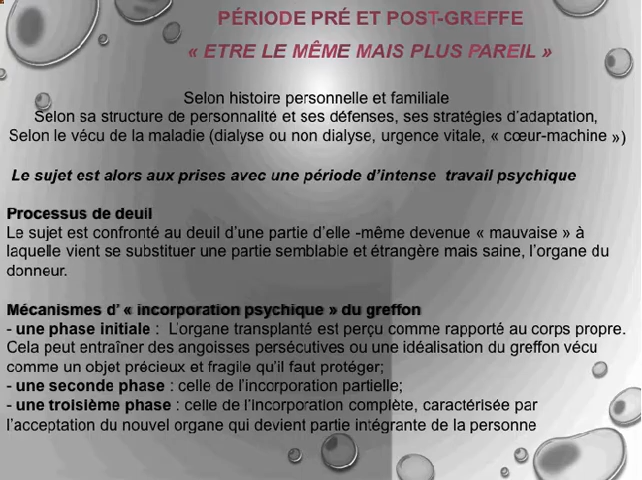 PÉRIODE PRÉ ET POST-GREFFE
« ETRE LE MÊME MAIS PLUS PAREIL »
Selon histoire personnelle et familiale
Selon sa structure de personnalité et ses défenses, ses stratégies d'adaptation,
Selon le vécu de la maladie (dialyse ou non dialyse, urgence vitale, « cœur-machine »)
Le sujet est alors aux prises avec une période d'intense travail psychique
Processus de deuil
Le sujet est confronté au deuil d'une partie d'elle -même devenue « mauvaise » à
laquelle vient se substituer une partie semblable et étrangère mais saine, l'organe du
donneur.
Mécanismes d' « incorporation psychique » du greffon
- une phase initiale : L'organe transplanté est perçu comme rapporté au corps propre.
Cela peut entraîner des angoisses persécutives ou une idéalisation du greffon vécu
comme un objet précieux et fragile qu'il faut protéger;
- une seconde phase : celle de l'incorporation partielle;
- une troisième phase : celle de l'incorporation complète, caractérisée par
l'acceptation du nouvel organe qui devient partie intégrante de la personne